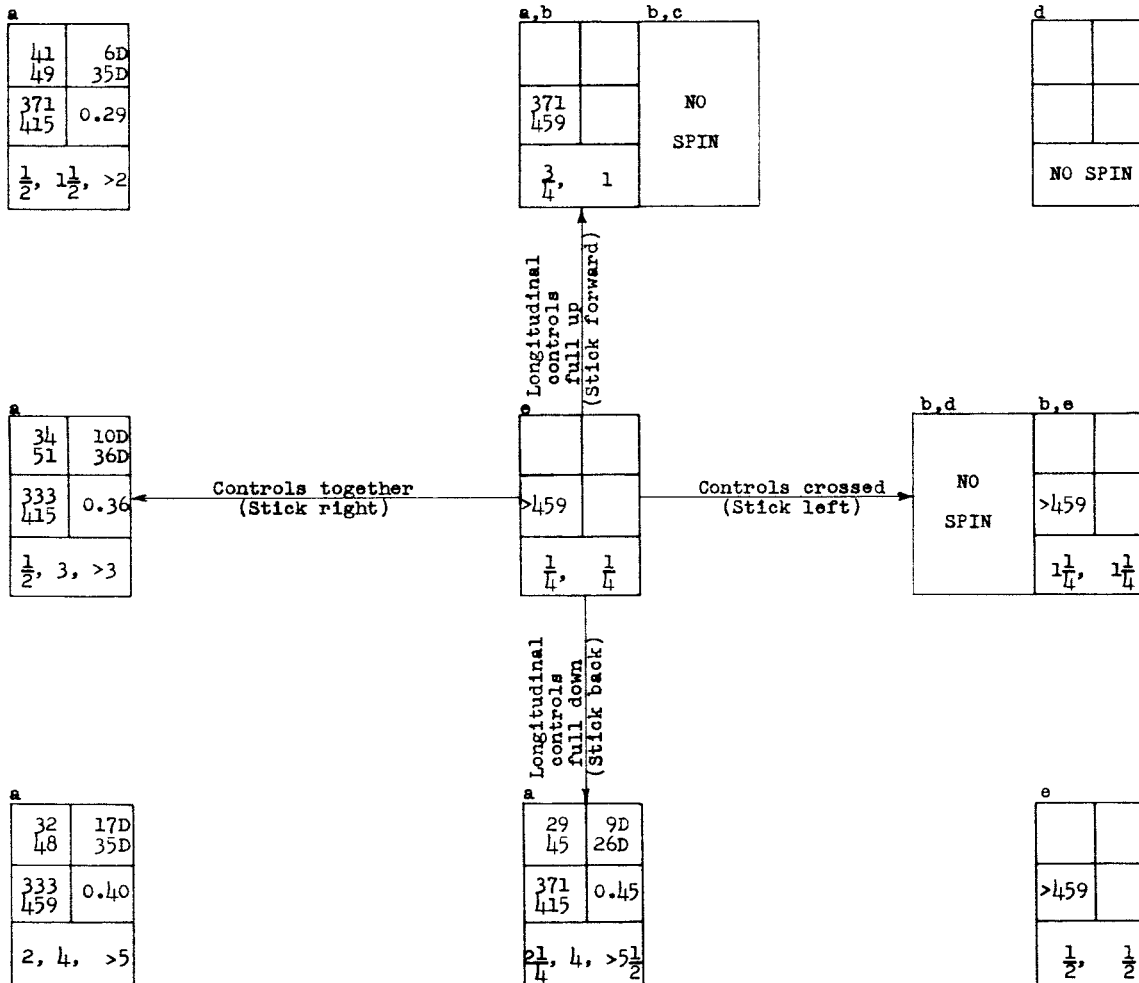 a
41 6D
49 35D
371
415
0.29
1/2, 1 1/2, >2
a,b
b,c
371
459
3/4, 1
NO
SPIN
d
NO SPIN
Longitudinal
controls
full up
(Stick forward)
a
34 10D
51 36D
333
415
0.36
1/2, 3, >3
Controls together
(Stick right)
e
>459
1/4, 1/4
Controls crossed
(Stick left)
b,d
b,e
NO
SPIN
>459
1 1/4, 1 1/4
Longitudinal
controls
full down
(Stick back)
a
32 17D
48 35D
333
459
0.40
2, 4, >5
a
29 9D
45 26D
371
415
0.45
2 1/4, 4, >5 1/2
e
>459
1/2, 1/2